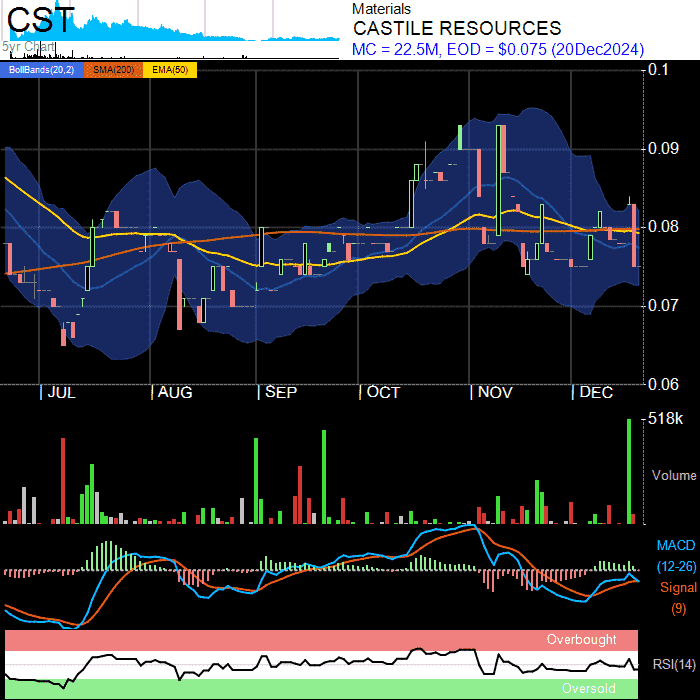 CST
Materials
CASTILE RESOURCES
5yr Chart
MC = 22.5M, EOD = $0.075 (20Dec2024)
BollBands(20,2) SMA(200) EMA(50)
0.1
0.09
0.08
0.07
0.06
JUL AUG SEP OCT NOV DEC
518k
Volume
MACD
(12-26)
Signal
(9)
Overbought
RSI(14)
Oversold